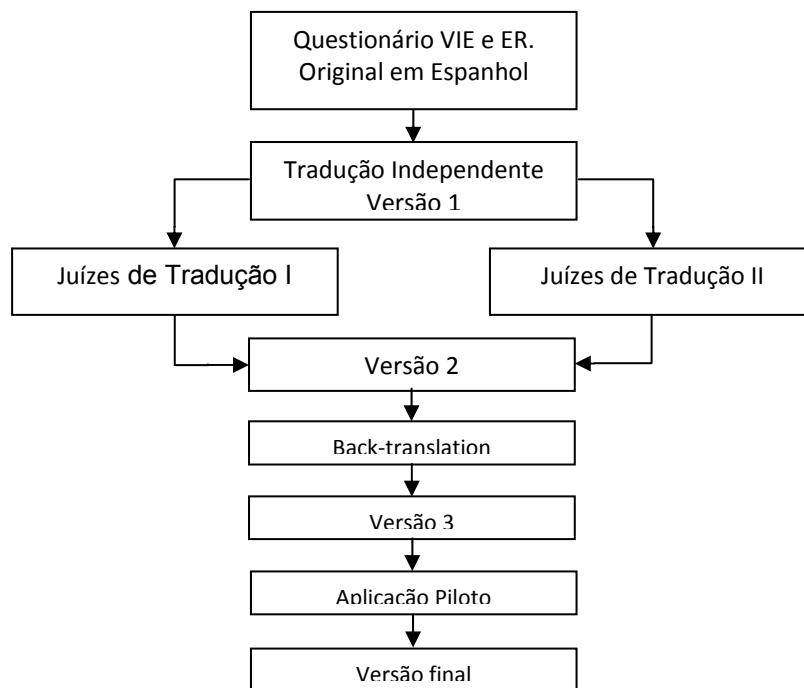 Questionário VIE e ER.
Original em Espanhol
Tradução Independente
Versão 1
Juízes de Tradução I
Juízes de Tradução II
Versão 2
Back-translation
Versão 3
Aplicação Piloto
Versão final